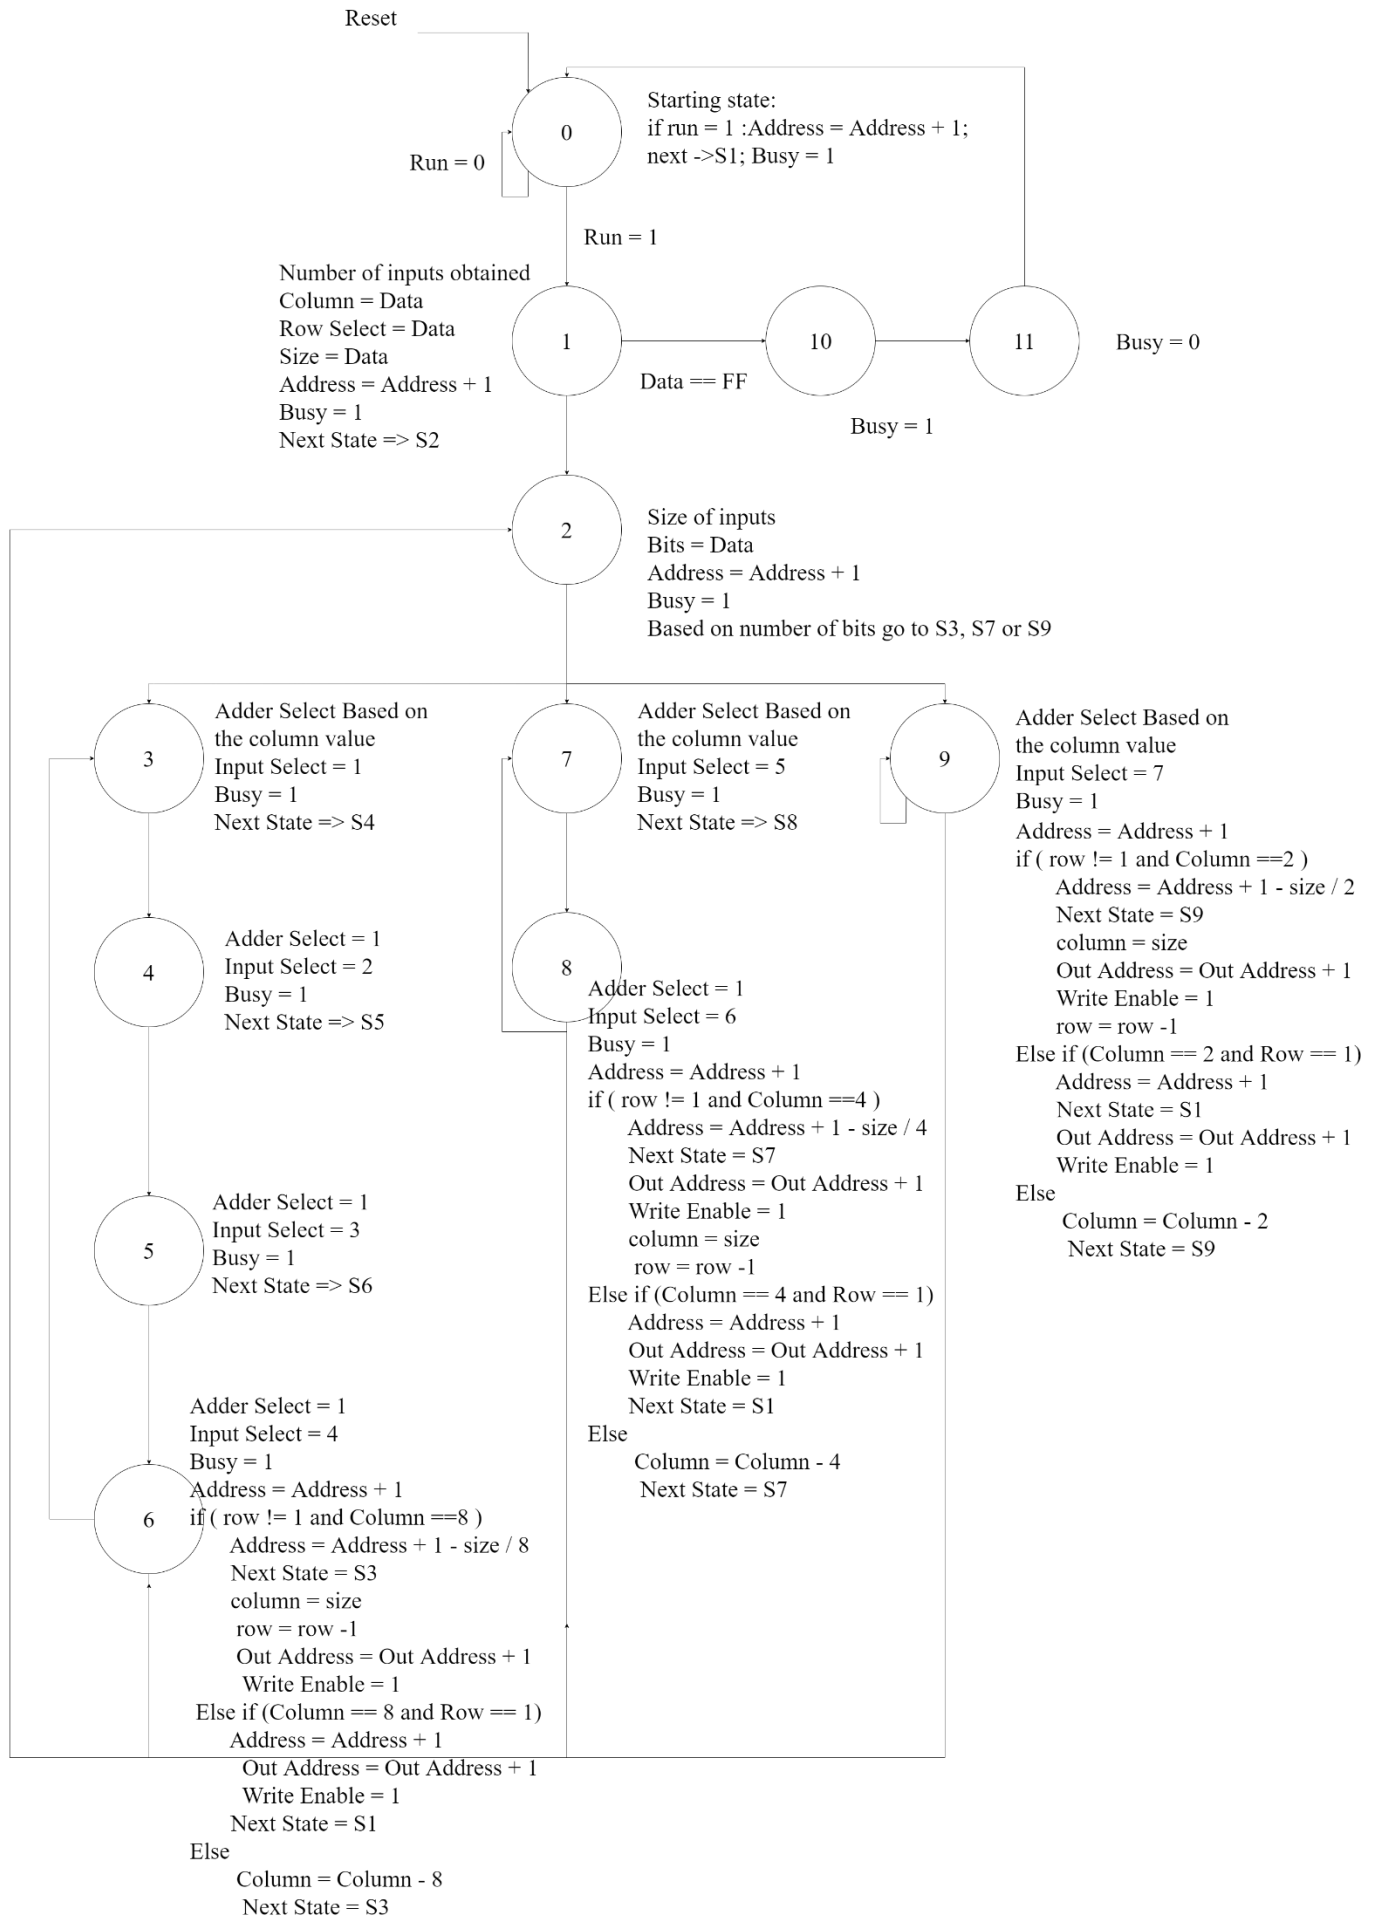 Reset
0
Starting state:
if run = 1 :Address = Address + 1;
next ->S1; Busy = 1
Run = 0
Run = 1
Number of inputs obtained
Column = Data
Row Select = Data
Size = Data
Address = Address + 1
Busy = 1
Next State => S2
1
Data == FF
10
Busy = 1
11
Busy = 0
2
Size of inputs
Bits = Data
Address = Address + 1
Busy = 1
Based on number of bits go to S3, S7 or S9
3
Adder Select Based on
the column value
Input Select = 1
Busy = 1
Next State => S4
4
Adder Select = 1
Input Select = 2
Busy = 1
Next State => S5
5
Adder Select = 1
Input Select = 3
Busy = 1
Next State => S6
6
Adder Select = 1
Input Select = 4
Busy = 1
Address = Address + 1
if ( row != 1 and Column ==8 )
Address = Address + 1 - size / 8
Next State = S3
column = size
row = row -1
Out Address = Out Address + 1
Write Enable = 1
Else if (Column == 8 and Row == 1)
Address = Address + 1
Out Address = Out Address + 1
Write Enable = 1
Next State = S1
Else
Column = Column - 8
Next State = S3
7
Adder Select Based on
the column value
Input Select = 5
Busy = 1
Next State => S8
8
Adder Select = 1
Input Select = 6
Busy = 1
Address = Address + 1
if ( row != 1 and Column ==4 )
Address = Address + 1 - size / 4
Next State = S7
Out Address = Out Address + 1
Write Enable = 1
column = size
row = row -1
Else if (Column == 4 and Row == 1)
Address = Address + 1
Out Address = Out Address + 1
Write Enable = 1
Next State = S1
Else
Column = Column - 4
Next State = S7
9
Adder Select Based on
the column value
Input Select = 7
Busy = 1
Address = Address + 1
if ( row != 1 and Column ==2 )
Address = Address + 1 - size / 2
Next State = S9
column = size
Out Address = Out Address + 1
Write Enable = 1
row = row -1
Else if (Column == 2 and Row == 1)
Address = Address + 1
Next State = S1
Out Address = Out Address + 1
Write Enable = 1
Else
Column = Column - 2
Next State = S9